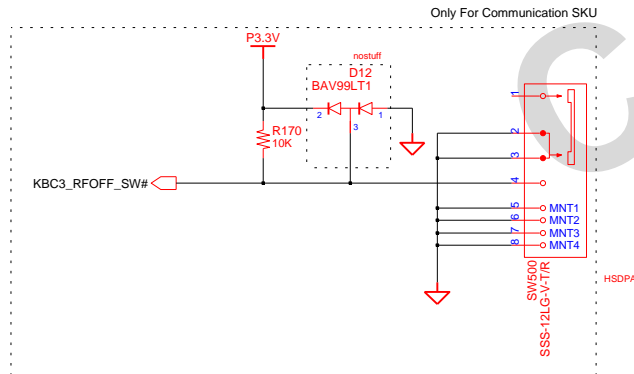 Only For Communication SKU
P3.3V
nostuff
D12
BAV99LT1
2
1
3
R170
10K
KBC3_RFOFF_SW#
1
2
3
4
5
MNT1
6
MNT2
7
MNT3
8
MNT4
SW500
SSS-12LG-V-T/R
HSDPA
C